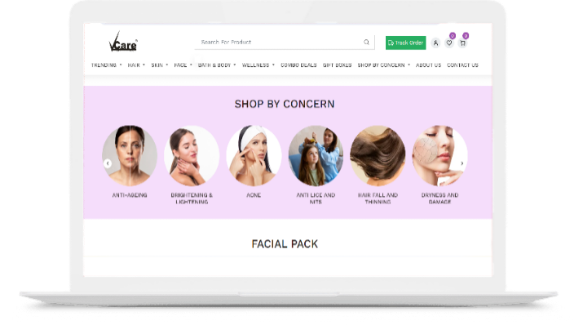 VCare
Search For Product
Track Order
0 0
TRENDING HAIR SKIN FACE BATH & BODY WELLNESS COMBO DEALS GIFT BOXES SHOP BY CONCERN ABOUT US CONTACT US
SHOP BY CONCERN
ANTI-AGEING
BRIGHTENING &
LIGHTENING
ACNE
ANTI LICE AND
NITS
HAIR FALL AND
THINNING
DRYNESS AND
DAMAGE
FACIAL PACK